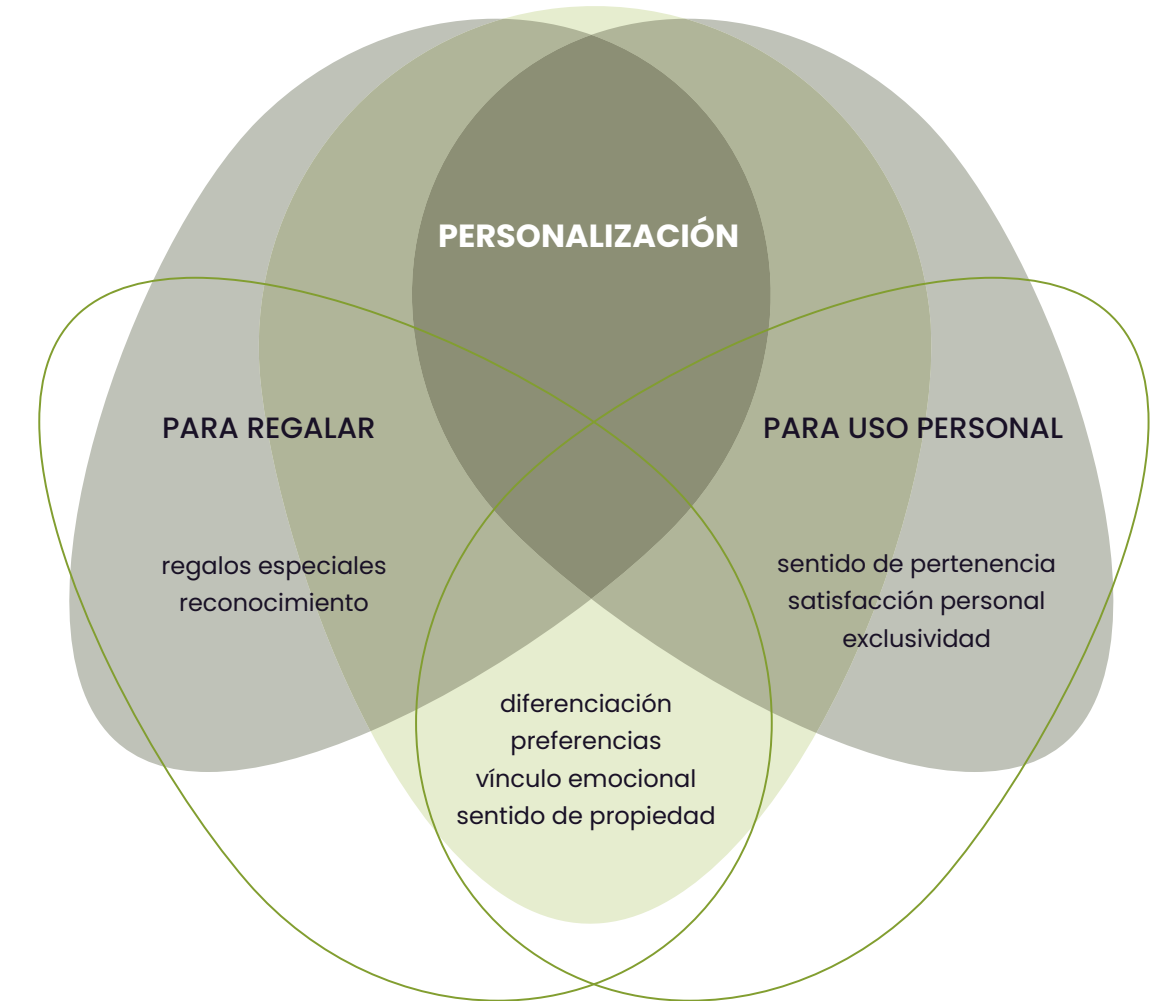 PERSONALIZACIÓN
PARA REGALAR
regalos especiales
reconocimiento
PARA USO PERSONAL
sentido de pertenencia
satisfacción personal
exclusividad
diferenciación
preferencias
vínculo emocional
sentido de propiedad